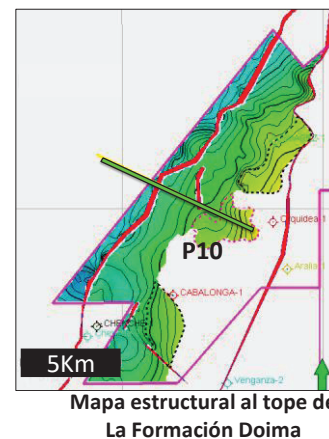 Orquidea-1
P10
Aralia-1
CABALONGA-1
5Km
Venganza-2
Mapa estructural al tope de
La Formación Doima